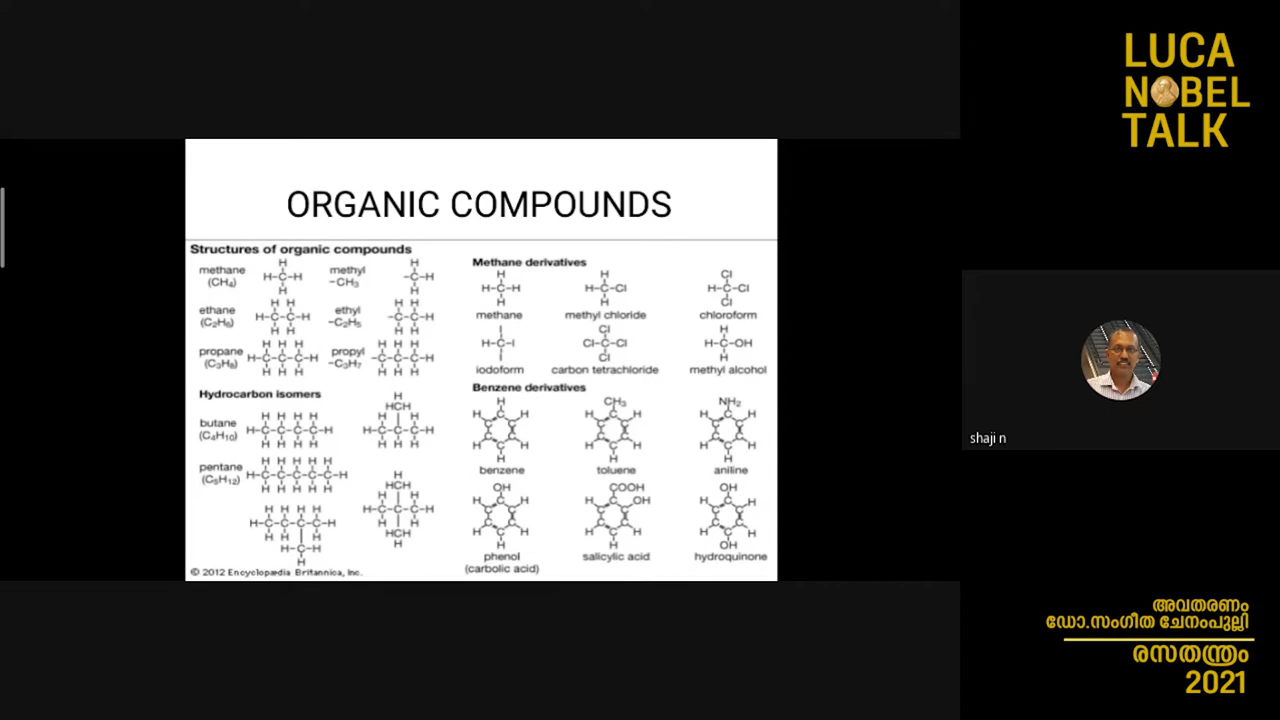 ORGANIC COMPOUNDS
Structures of organic compounds
methane
(CH4)
methyl
−CH3
ethane
(C2H6)
ethyl
−C2H5
propane
(C3H8)
propyl
−C3H7
Hydrocarbon isomers
butane
(C4H10)
pentane
(C5H12)
© 2012 Encyclopædia Britannica, Inc.
Methane derivatives
methane
methyl chloride
chloroform
iodoform
carbon tetrachloride
methyl alcohol
Benzene derivatives
benzene
toluene
aniline
phenol
(carbolic acid)
salicylic acid
hydroquinone
LUCA
NOBEL
TALK
shaji n
അവതരണം
ഡോ.സംഗീത ചേനംപുല്ലി
രസതന്ത്രം
2021